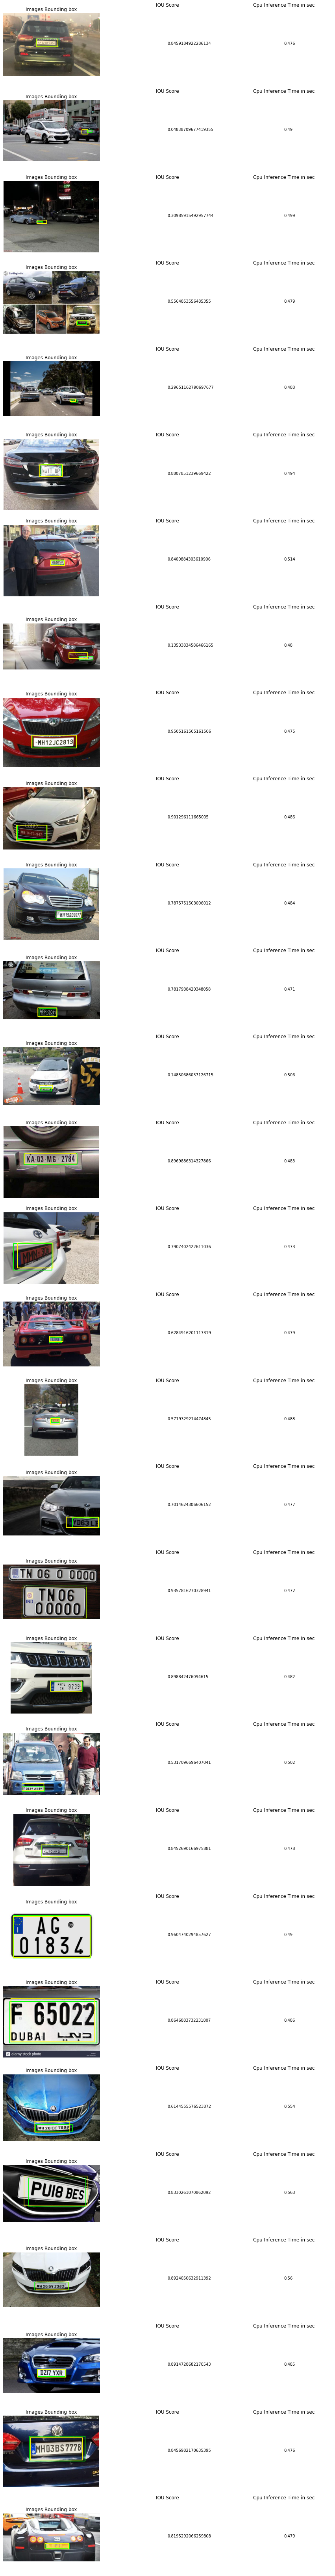 Images Bounding box IOU Score Cpu Inference Time in sec
0.8459184922286134 0.476
Images Bounding box IOU Score Cpu Inference Time in sec
0.04838709677419355 0.49
Images Bounding box IOU Score Cpu Inference Time in sec
0.30985915492957744 0.499
Images Bounding box IOU Score Cpu Inference Time in sec
0.5564853556485355 0.479
Images Bounding box IOU Score Cpu Inference Time in sec
0.29651162790697677 0.488
Images Bounding box IOU Score Cpu Inference Time in sec
0.8807851239669422 0.494
Images Bounding box IOU Score Cpu Inference Time in sec
0.8400884303610906 0.514
Images Bounding box IOU Score Cpu Inference Time in sec
0.13533834586466165 0.48
Images Bounding box IOU Score Cpu Inference Time in sec
MH12JC2813 0.9505161505161506 0.475
Images Bounding box IOU Score Cpu Inference Time in sec
0.901296111665005 0.486
Images Bounding box IOU Score Cpu Inference Time in sec
0.7875751503006012 0.484
Images Bounding box IOU Score Cpu Inference Time in sec
0.7817938420348058 0.471
Images Bounding box IOU Score Cpu Inference Time in sec
0.14850686037126715 0.506
Images Bounding box IOU Score Cpu Inference Time in sec
KA 03 MG 2784 0.8969886314327866 0.483
Images Bounding box IOU Score Cpu Inference Time in sec
0.7907402422611036 0.473
Images Bounding box IOU Score Cpu Inference Time in sec
0.6284916201117319 0.479
Images Bounding box IOU Score Cpu Inference Time in sec
0.5719329214474845 0.488
Images Bounding box IOU Score Cpu Inference Time in sec
0.7014624306606152 0.477
Images Bounding box IOU Score Cpu Inference Time in sec
TN 06 0 0000
TN06 0.9357816270328941 0.472
0000
Images Bounding box IOU Score Cpu Inference Time in sec
9239 0.898842476094615 0.482
Images Bounding box IOU Score Cpu Inference Time in sec
0.5317096696407041 0.502
Images Bounding box IOU Score Cpu Inference Time in sec
0.8452690166975881 0.478
Images Bounding box IOU Score Cpu Inference Time in sec
AG
01834 0.9604740294857627 0.49
Images Bounding box IOU Score Cpu Inference Time in sec
F 65022 0.8646883732231807 0.486
DUBAI دبي
alamy stock photo
Images Bounding box IOU Score Cpu Inference Time in sec
0.6144555576523872 0.554
Images Bounding box IOU Score Cpu Inference Time in sec
PU18 BES 0.8330261070862092 0.563
Images Bounding box IOU Score Cpu Inference Time in sec
0.8924050632911392 0.56
Images Bounding box IOU Score Cpu Inference Time in sec
DZ17 YXR 0.8914728682170543 0.485
Images Bounding box IOU Score Cpu Inference Time in sec
MH03BS7778 0.8456982170635395 0.476
Images Bounding box IOU Score Cpu Inference Time in sec
0.8195292066259808 0.479